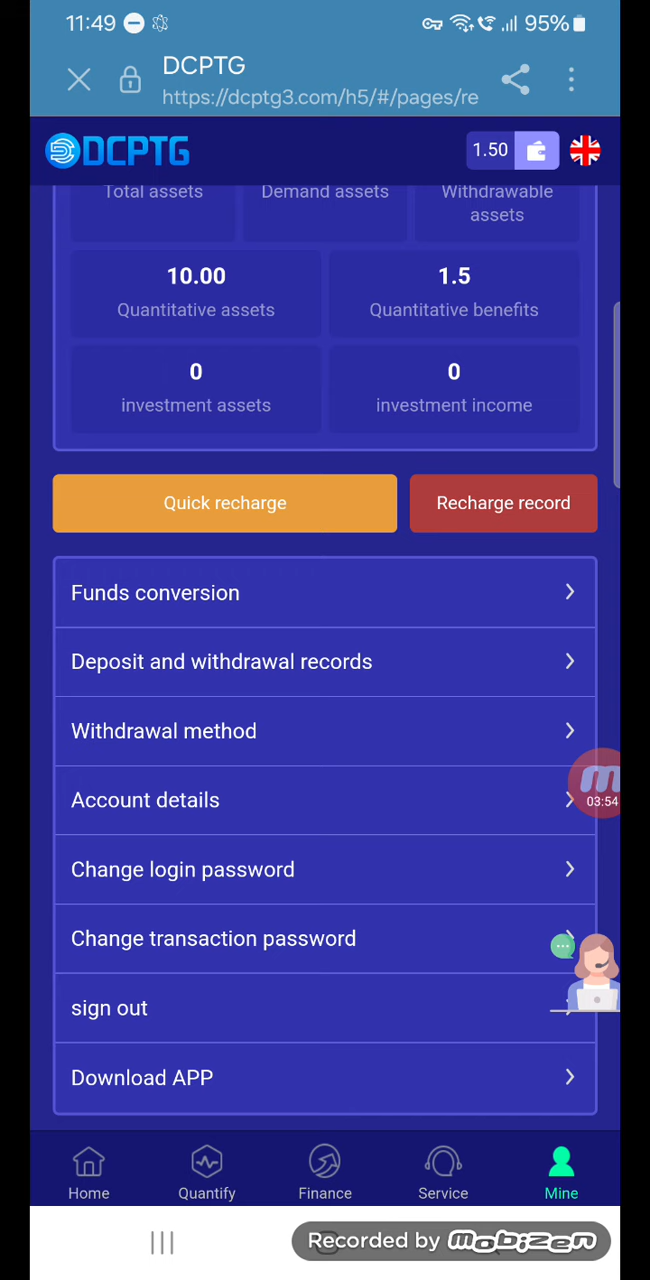 11:49
95%
DCPTG
https://dcptg3.com/h5/#/pages/re
DCPTG
1.50
Total assets
Demand assets
Withdrawable
assets
10.00
Quantitative assets
1.5
Quantitative benefits
0
investment assets
0
investment income
Quick recharge
Recharge record
Funds conversion
Deposit and withdrawal records
Withdrawal method
Account details
03:54
Change login password
Change transaction password
sign out
Download APP
Home
Quantify
Finance
Service
Mine
Recorded by mobizen